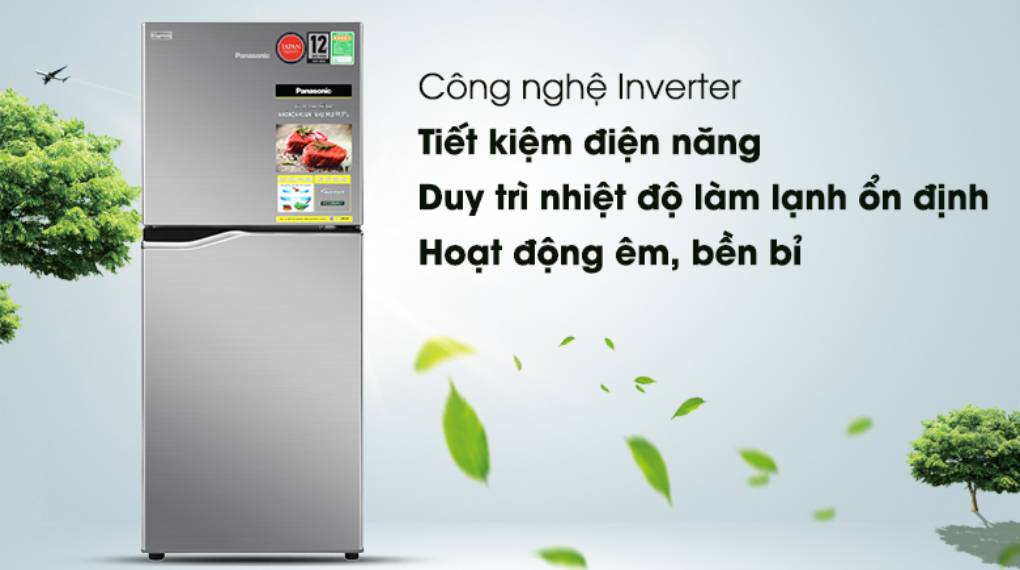 Panasonic
JAPAN
12
Panasonic
Công nghệ Inverter
Tiết kiệm điện năng
Duy trì nhiệt độ làm lạnh ổn định
Hoạt động êm, bền bỉ